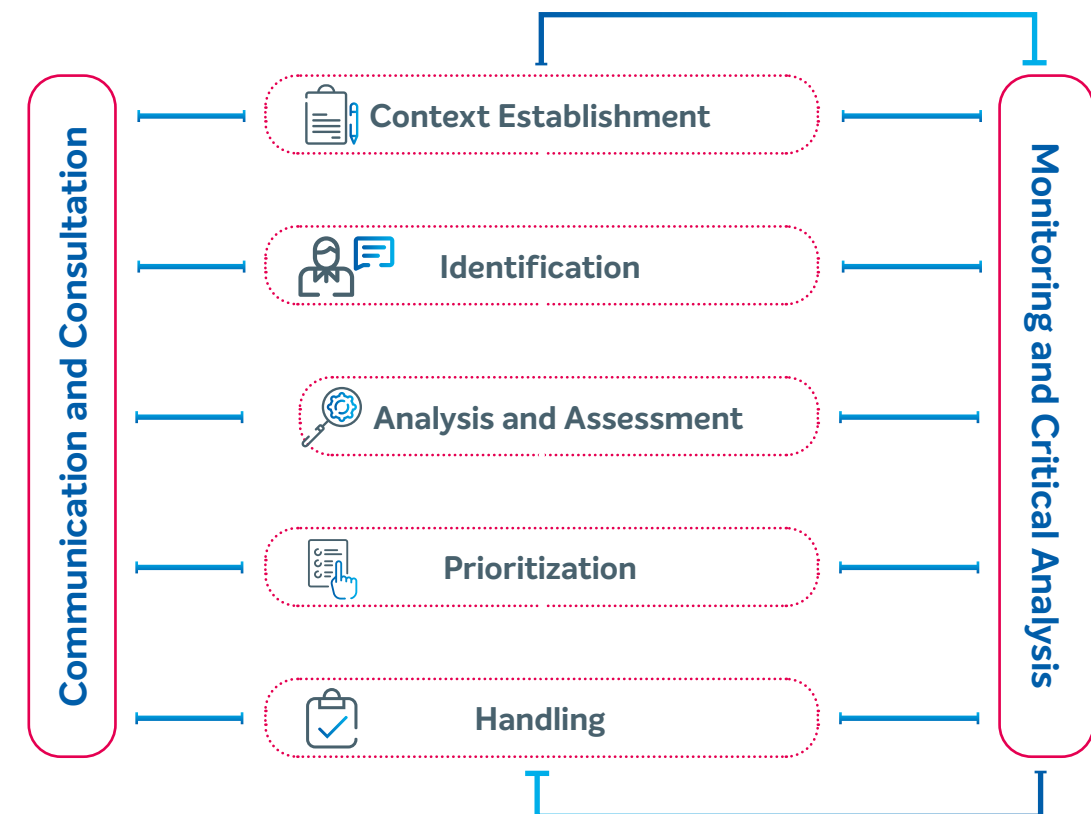 Communication and Consultation
Context Establishment
Identification
Analysis and Assessment
Prioritization
Handling
Monitoring and Critical Analysis